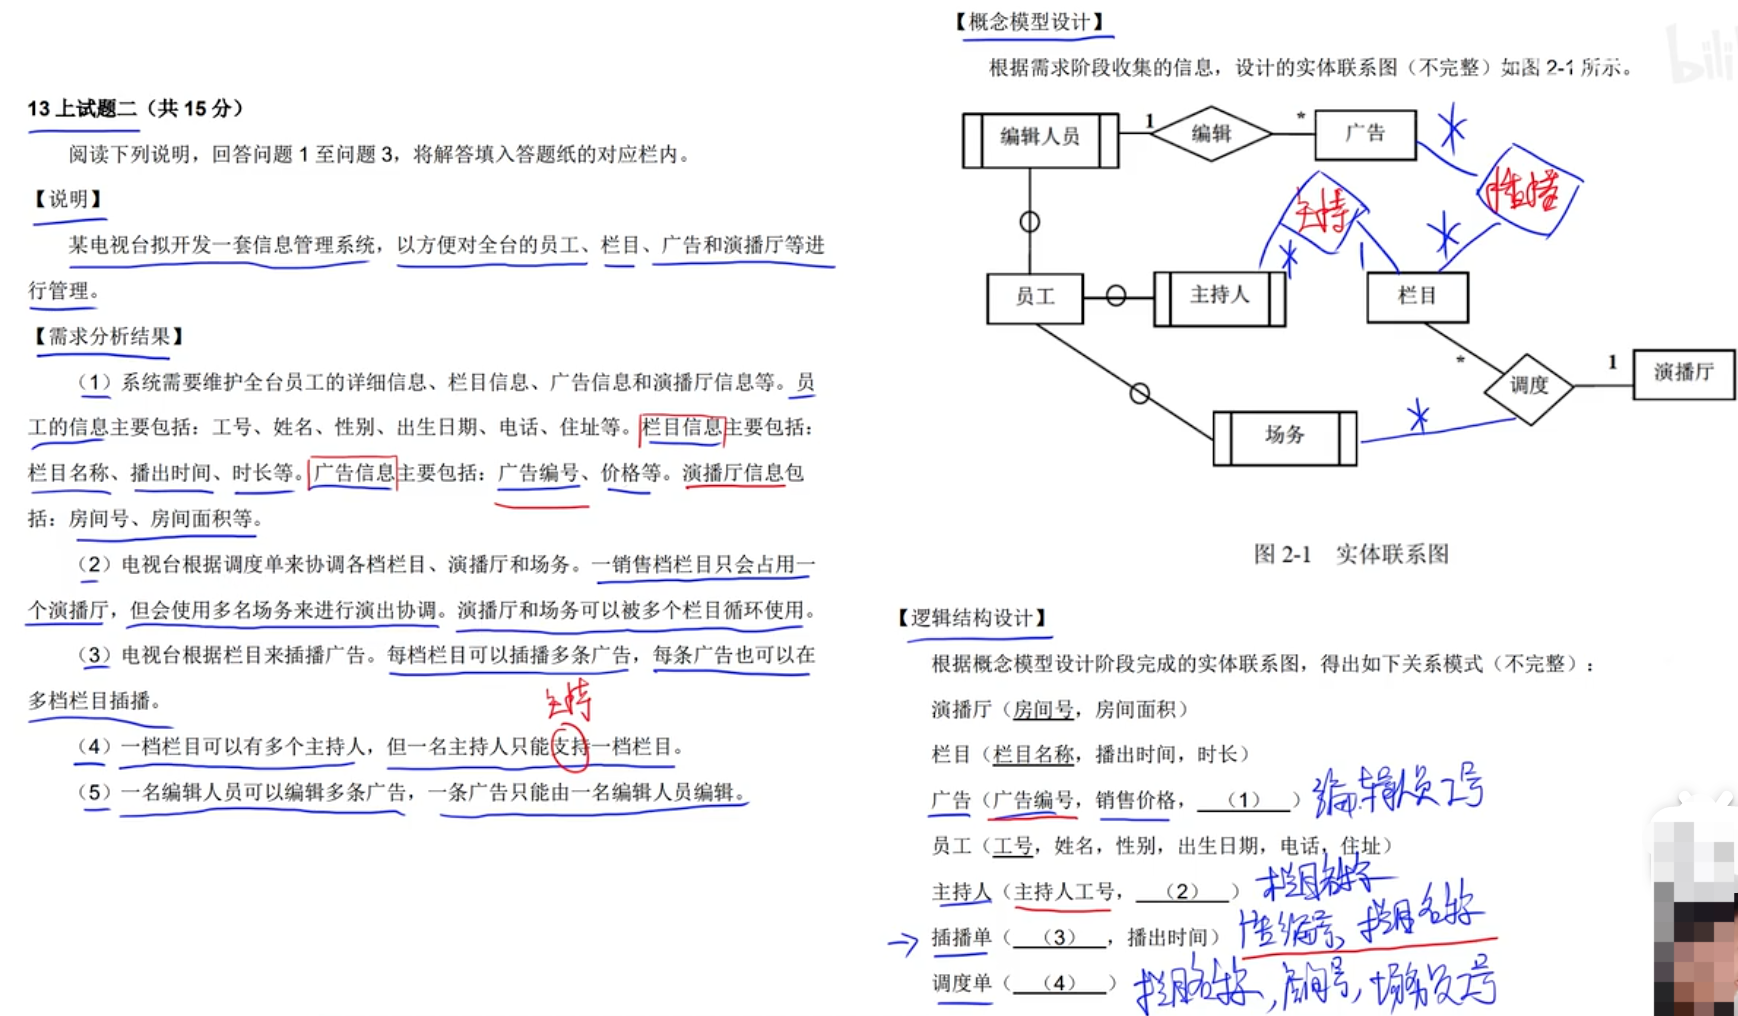 13 上试题二（共 15 分）
阅读下列说明，回答问题 1 至问题 3，将解答填入答题纸的对应栏内。
【说明】
某电视台拟开发一套信息管理系统，以方便对全台的员工、栏目、广告和演播厅等进
行管理。
【需求分析结果】
（1）系统需要维护全台员工的详细信息、栏目信息、广告信息和演播厅信息等。员
工的信息主要包括：工号、姓名、性别、出生日期、电话、住址等。栏目信息主要包括：
栏目名称、播出时间、时长等。广告信息主要包括：广告编号、价格等。演播厅信息包
括：房间号、房间面积等。
（2）电视台根据调度单来协调各档栏目、演播厅和场务。一销售档栏目只会占用一
个演播厅，但会使用多名场务来进行演出协调。演播厅和场务可以被多个栏目循环使用。
（3）电视台根据栏目来插播广告。每档栏目可以插播多条广告，每条广告也可以在
多档栏目插播。
主持
（4）一档栏目可以有多个主持人，但一名主持人只能支持一档栏目。
（5）一名编辑人员可以编辑多条广告，一条广告只能由一名编辑人员编辑。
【概念模型设计】
bili
根据需求阶段收集的信息，设计的实体联系图（不完整）如图 2-1 所示。
编辑人员 1 编辑 * 广告 *
主持 插播
* 1 *
员工 主持人 栏目
* 调度 1 演播厅
场务 *
图 2-1 实体联系图
【逻辑结构设计】
根据概念模型设计阶段完成的实体联系图，得出如下关系模式（不完整）：
演播厅（房间号，房间面积）
栏目（栏目名称，播出时间，时长）
广告（广告编号，销售价格，（1））编辑人员工号
员工（工号，姓名，性别，出生日期，电话，住址）
主持人（主持人工号，（2））栏目名称
插播单（（3），播出时间）广告编号、栏目名称
调度单（（4））栏目名称，房间号，场务员工号